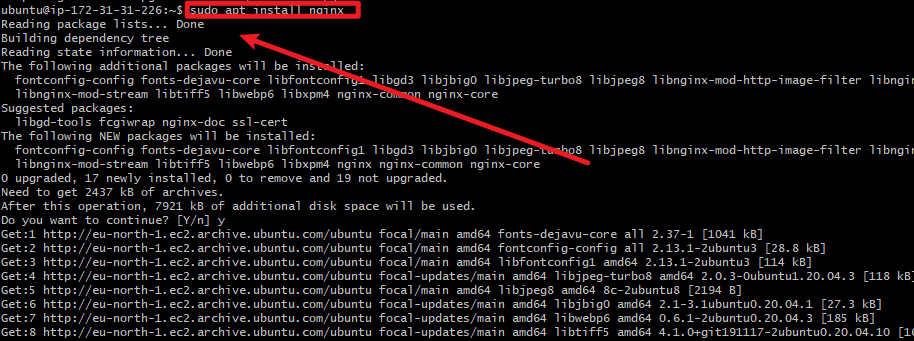 ubuntu@ip-172-31-31-226:~$ sudo apt install nginx
Reading package lists... Done
Building dependency tree
Reading state information... Done
The following additional packages will be installed:
  fontconfig-config fonts-dejavu-core libfontconfig1 libgd3 libjbig0 libjpeg-turbo8 libjpeg8 libnginx-mod-http-image-filter
  libnginx-mod-stream libtiff5 libwebp6 libxpm4 nginx-common nginx-core
Suggested packages:
  libgd-tools fcgiwrap nginx-doc ssl-cert
The following NEW packages will be installed:
  fontconfig-config fonts-dejavu-core libfontconfig1 libgd3 libjbig0 libjpeg-turbo8 libjpeg8 libnginx-mod-http-image-filter
  libnginx-mod-stream libtiff5 libwebp6 libxpm4 nginx nginx-common nginx-core
0 upgraded, 17 newly installed, 0 to remove and 19 not upgraded.
Need to get 2437 kB of archives.
After this operation, 7921 kB of additional disk space will be used.
Do you want to continue? [Y/n] y
Get:1 http://eu-north-1.ec2.archive.ubuntu.com/ubuntu focal/main amd64 fonts-dejavu-core all 2.37-1 [1041 kB]
Get:2 http://eu-north-1.ec2.archive.ubuntu.com/ubuntu focal/main amd64 fontconfig-config all 2.13.1-2ubuntu3 [28.8 kB]
Get:3 http://eu-north-1.ec2.archive.ubuntu.com/ubuntu focal/main amd64 libfontconfig1 amd64 2.13.1-2ubuntu3 [114 kB]
Get:4 http://eu-north-1.ec2.archive.ubuntu.com/ubuntu focal-updates/main amd64 libjpeg-turbo8 amd64 2.0.3-0ubuntu1.20.04.3 [118 kB]
Get:5 http://eu-north-1.ec2.archive.ubuntu.com/ubuntu focal/main amd64 libjpeg8 amd64 8c-2ubuntu8 [2194 B]
Get:6 http://eu-north-1.ec2.archive.ubuntu.com/ubuntu focal-updates/main amd64 libjbig0 amd64 2.1-3.1ubuntu0.20.04.1 [27.3 kB]
Get:7 http://eu-north-1.ec2.archive.ubuntu.com/ubuntu focal-updates/main amd64 libwebp6 amd64 0.6.1-2ubuntu0.20.04.3 [185 kB]
Get:8 http://eu-north-1.ec2.archive.ubuntu.com/ubuntu focal-updates/main amd64 libtiff5 amd64 4.1.0+git191117-2ubuntu0.20.04.10